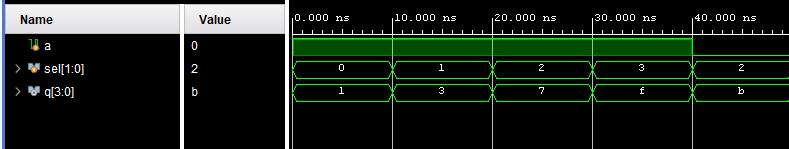 Name Value 0.000 ns 10.000 ns 20.000 ns 30.000 ns 40.000 ns
a 0
sel[1:0] 2 0 1 2 3 2
q[3:0] b 1 3 7 f b